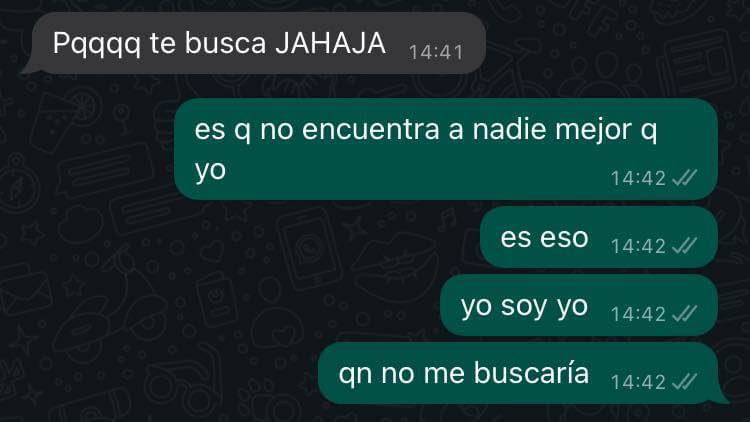 Pqqqq te busca JAHAJA 14:41
es q no encuentra a nadie mejor q
yo 14:42
es eso 14:42
yo soy yo 14:42
qn no me buscaría 14:42